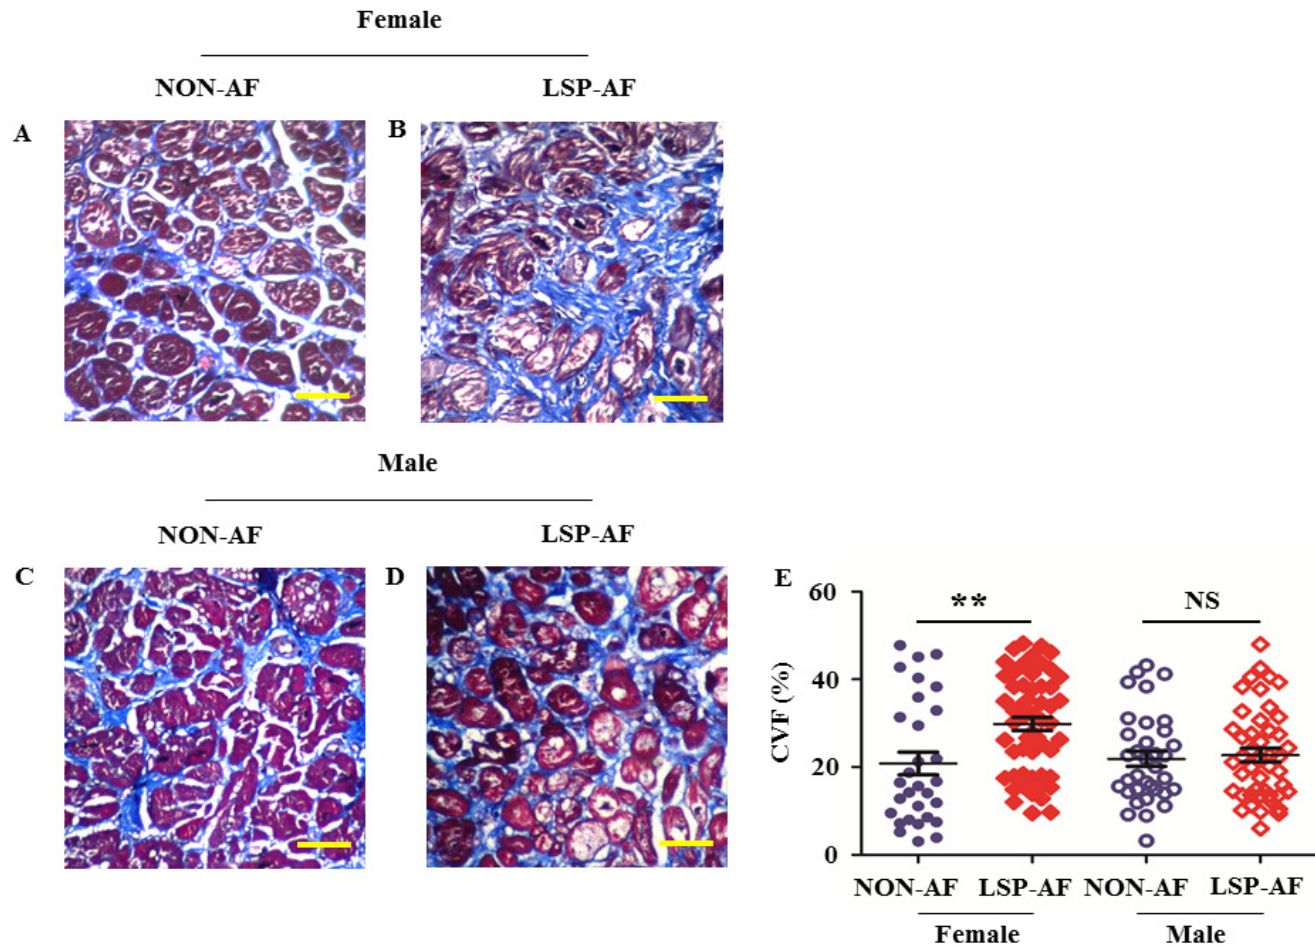 Female
NON-AF LSP-AF
A B
Male
NON-AF LSP-AF
C D E
60
** NS
40
CVF (%)
20
0
NON-AF LSP-AF NON-AF LSP-AF
Female Male